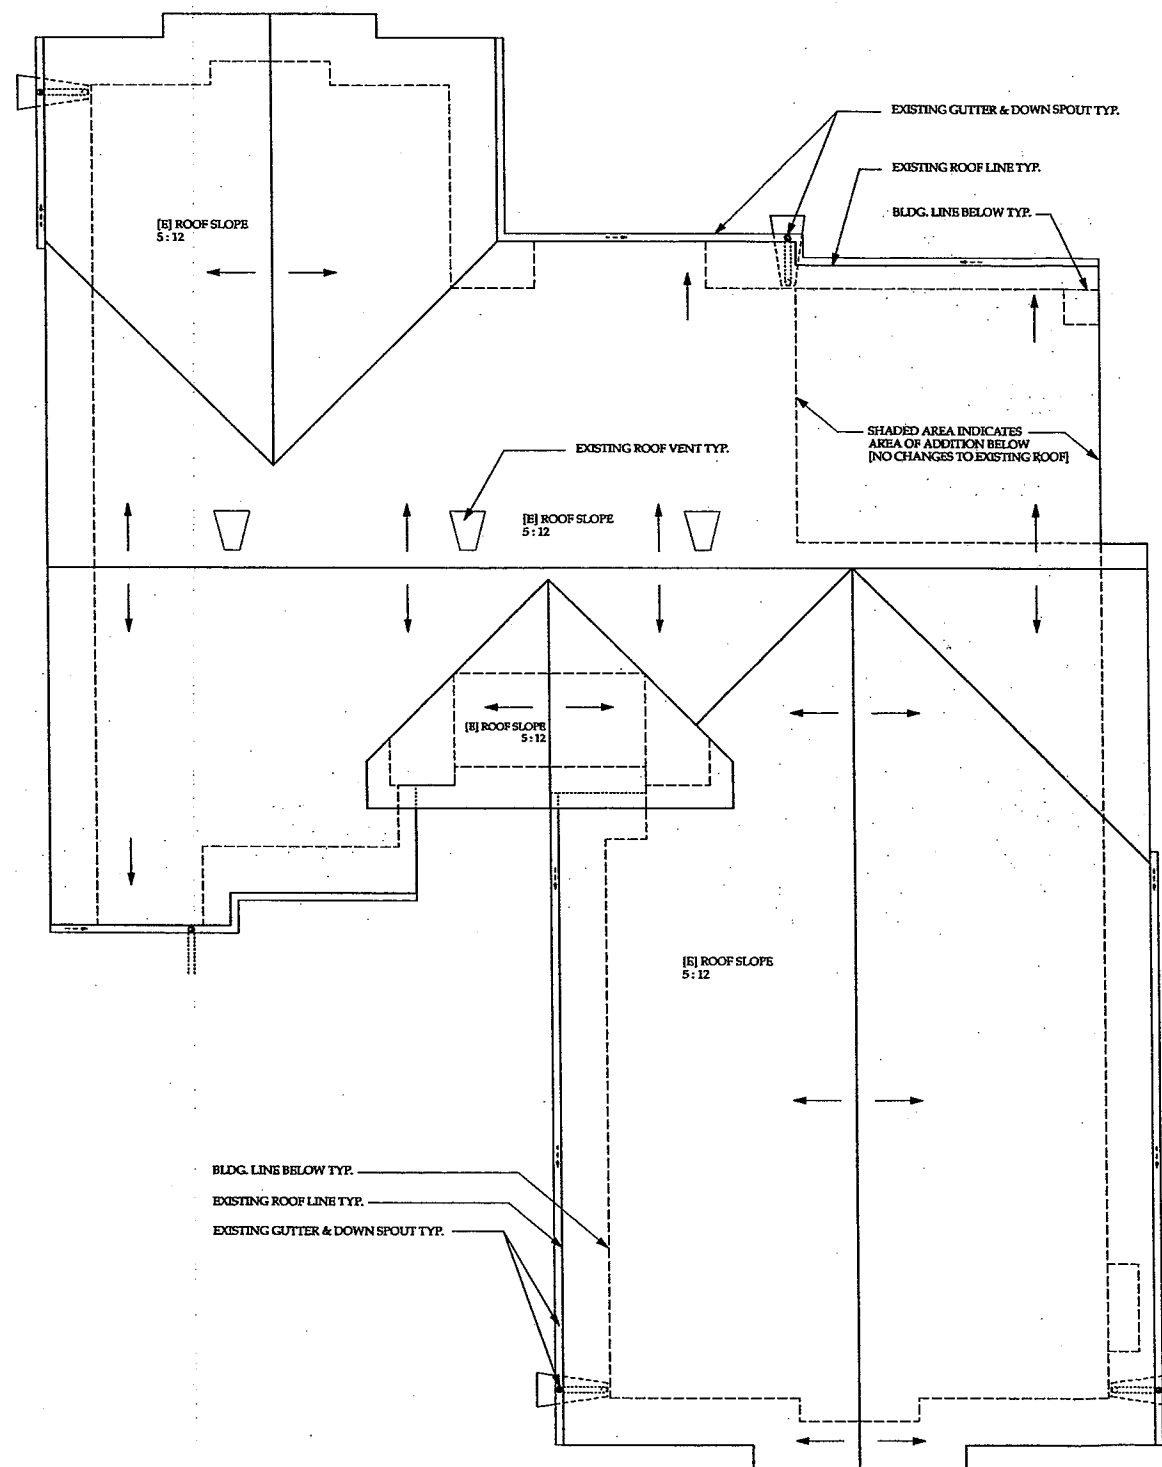 EXISTING GUTTER & DOWN SPOUT TYP.
EXISTING ROOF LINE TYP.
BLDG. LINE BELOW TYP.
[E] ROOF SLOPE
5 : 12
SHADED AREA INDICATES
AREA OF ADDITION BELOW
[NO CHANGES TO EXISTING ROOF]
EXISTING ROOF VENT TYP.
[E] ROOF SLOPE
5 : 12
[E] ROOF SLOPE
5 : 12
[E] ROOF SLOPE
5 : 12
BLDG. LINE BELOW TYP.
EXISTING ROOF LINE TYP.
EXISTING GUTTER & DOWN SPOUT TYP.